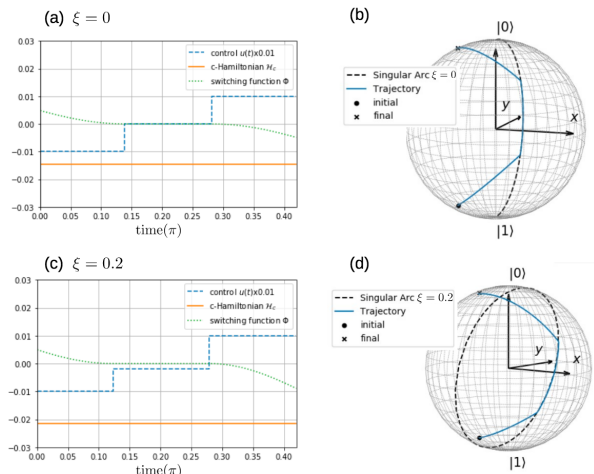 (a) ξ = 0
0.03
0.02
0.01
0.00
−0.01
−0.02
−0.03
control u(t)x0.01
c-Hamiltonian ℋc
switching function Φ
0.00 0.05 0.10 0.15 0.20 0.25 0.30 0.35 0.40
time(π)
(b)
|0⟩
Singular Arc ξ = 0
Trajectory
initial
final
y
x
|1⟩
(c) ξ = 0.2
0.03
0.02
0.01
0.00
−0.01
−0.02
−0.03
control u(t)x0.01
c-Hamiltonian ℋc
switching function Φ
0.00 0.05 0.10 0.15 0.20 0.25 0.30 0.35 0.40
time(π)
(d)
|0⟩
Singular Arc ξ = 0.2
Trajectory
initial
final
y
x
|1⟩